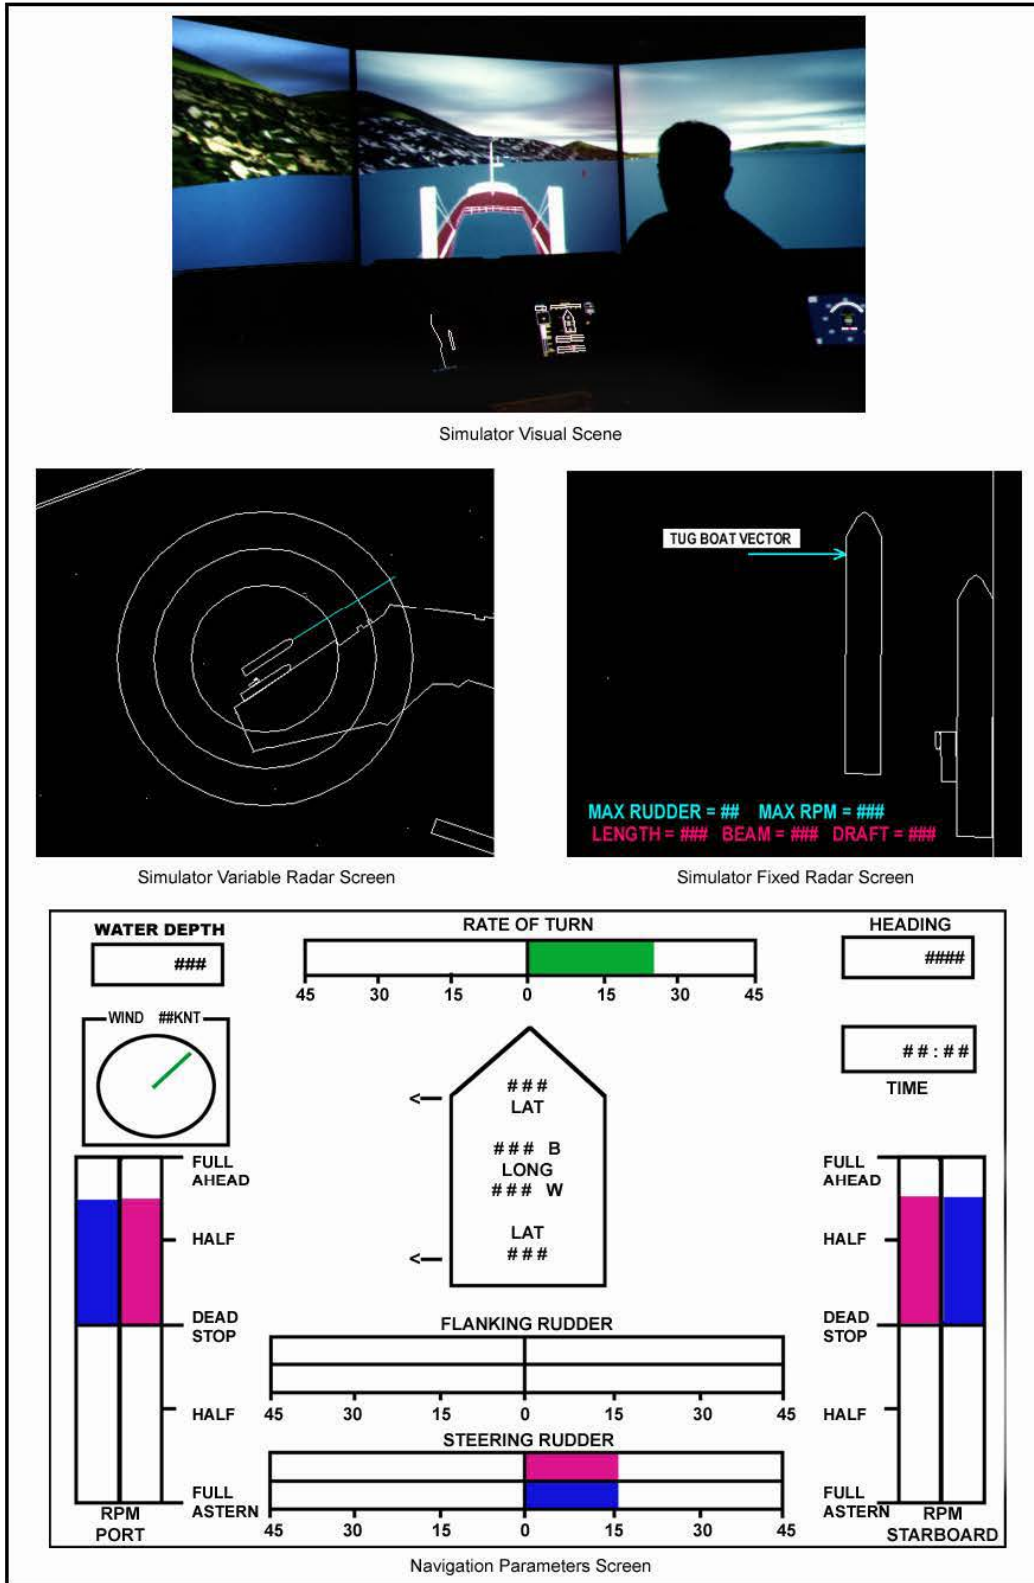 Simulator Visual Scene
TUG BOAT VECTOR
MAX RUDDER = ## MAX RPM = ###
LENGTH = ### BEAM = ### DRAFT = ###
Simulator Variable Radar Screen
Simulator Fixed Radar Screen
WATER DEPTH
###
RATE OF TURN
45 30 15 0 15 30 45
HEADING
####
WIND ##KNT
##:##
TIME
###
LAT
### B
LONG
### W
LAT
###
<
<
FULL
AHEAD
HALF
DEAD
STOP
HALF
FULL
ASTERN
RPM
PORT
FULL
AHEAD
HALF
DEAD
STOP
HALF
FULL
ASTERN
RPM
STARBOARD
FLANKING RUDDER
45 30 15 0 15 30 45
STEERING RUDDER
45 30 15 0 15 30 45
Navigation Parameters Screen